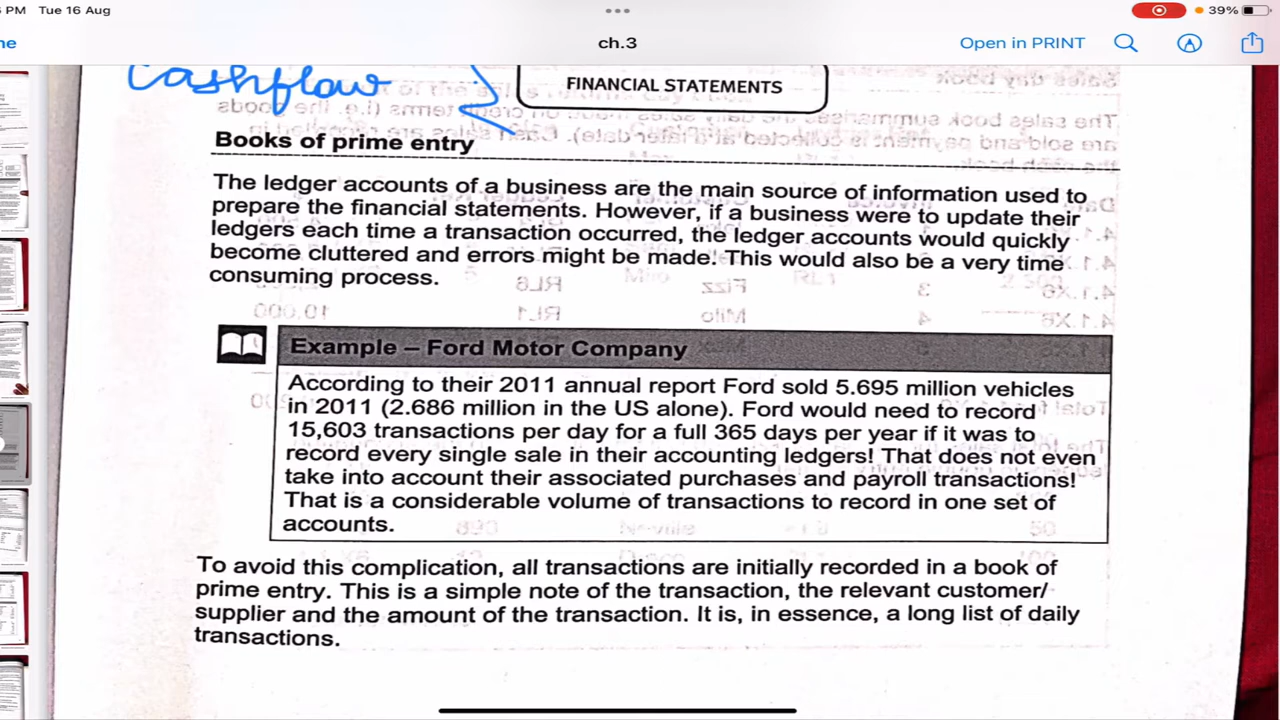 PM Tue 16 Aug
39%
ne
ch.3
Open in PRINT
Cashflow
FINANCIAL STATEMENTS
Books of prime entry
The ledger accounts of a business are the main source of information used to
prepare the financial statements. However, if a business were to update their
ledgers each time a transaction occurred, the ledger accounts would quickly
become cluttered and errors might be made. This would also be a very time
consuming process.
Example – Ford Motor Company
According to their 2011 annual report Ford sold 5.695 million vehicles
in 2011 (2.686 million in the US alone). Ford would need to record
15,603 transactions per day for a full 365 days per year if it was to
record every single sale in their accounting ledgers! That does not even
take into account their associated purchases and payroll transactions!
That is a considerable volume of transactions to record in one set of
accounts.
To avoid this complication, all transactions are initially recorded in a book of
prime entry. This is a simple note of the transaction, the relevant customer/
supplier and the amount of the transaction. It is, in essence, a long list of daily
transactions.